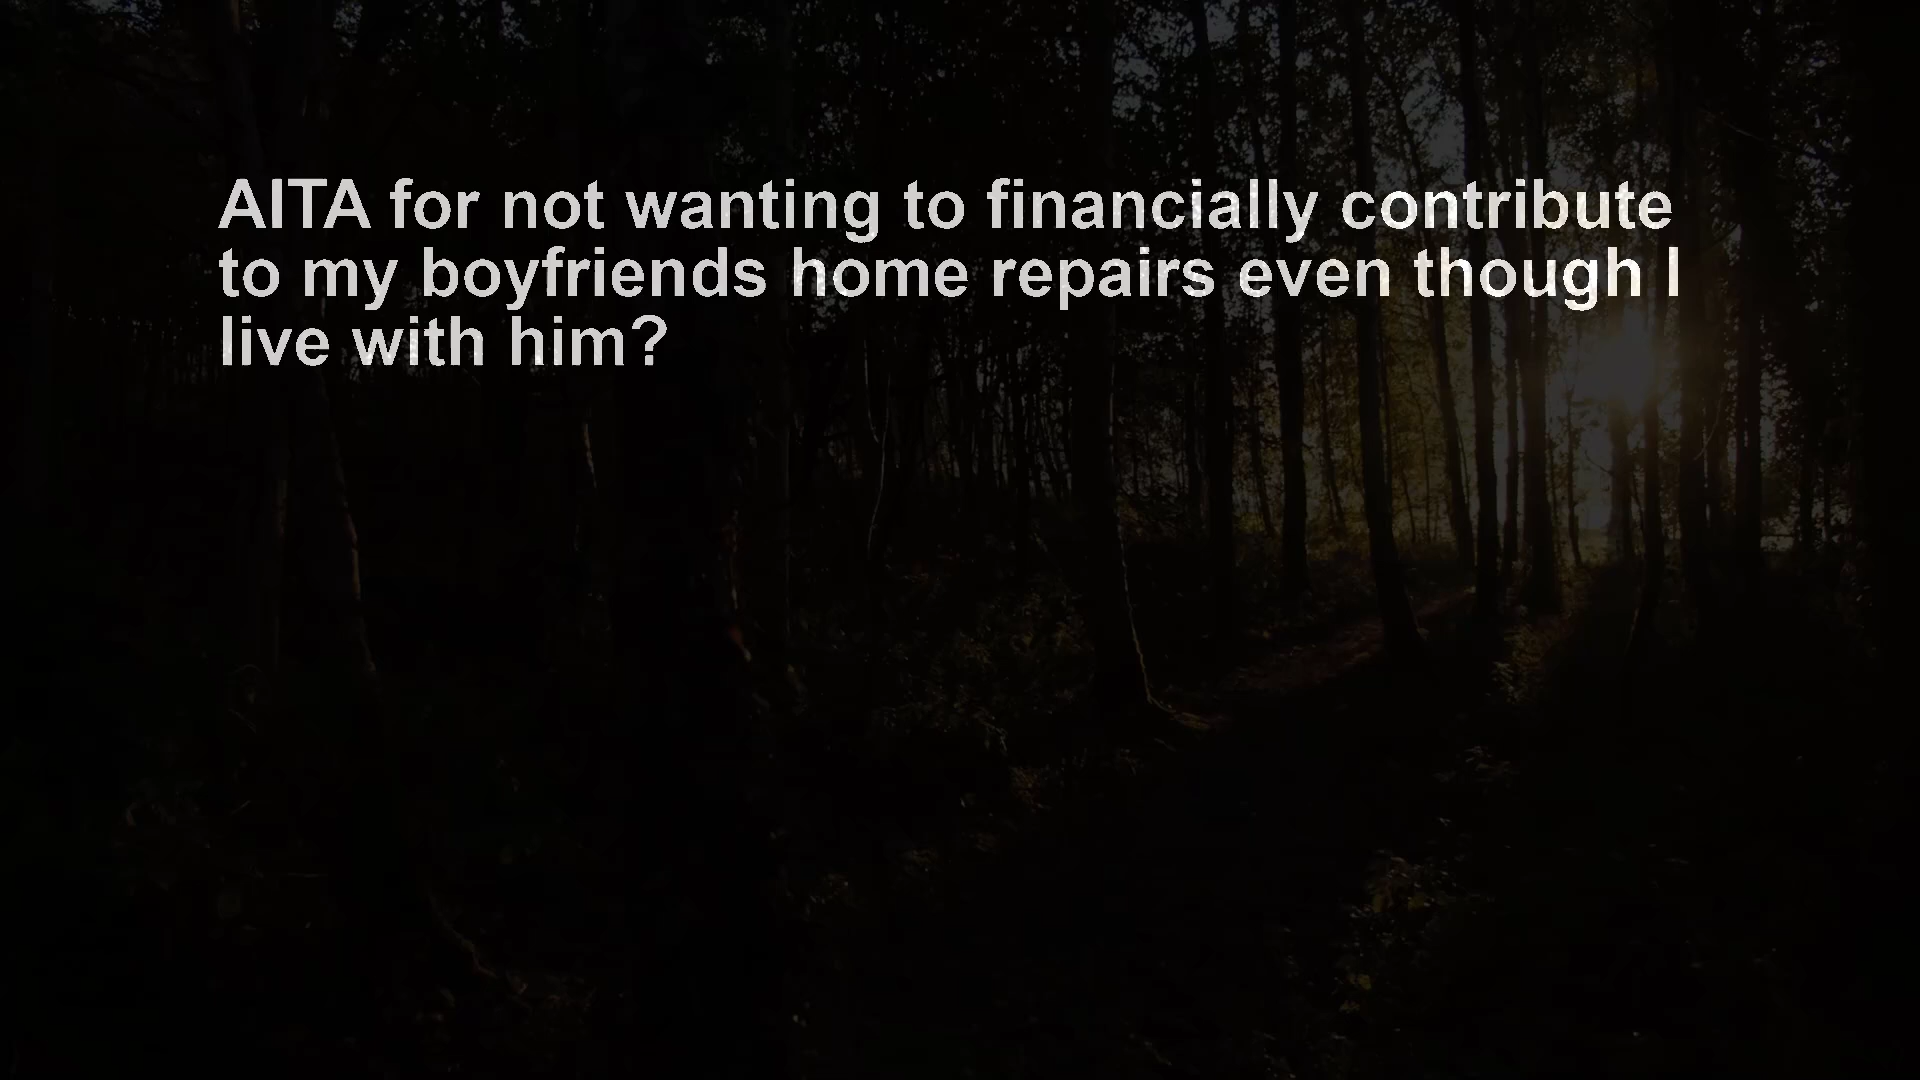 AITA for not wanting to financially contribute
to my boyfriends home repairs even though I
live with him?